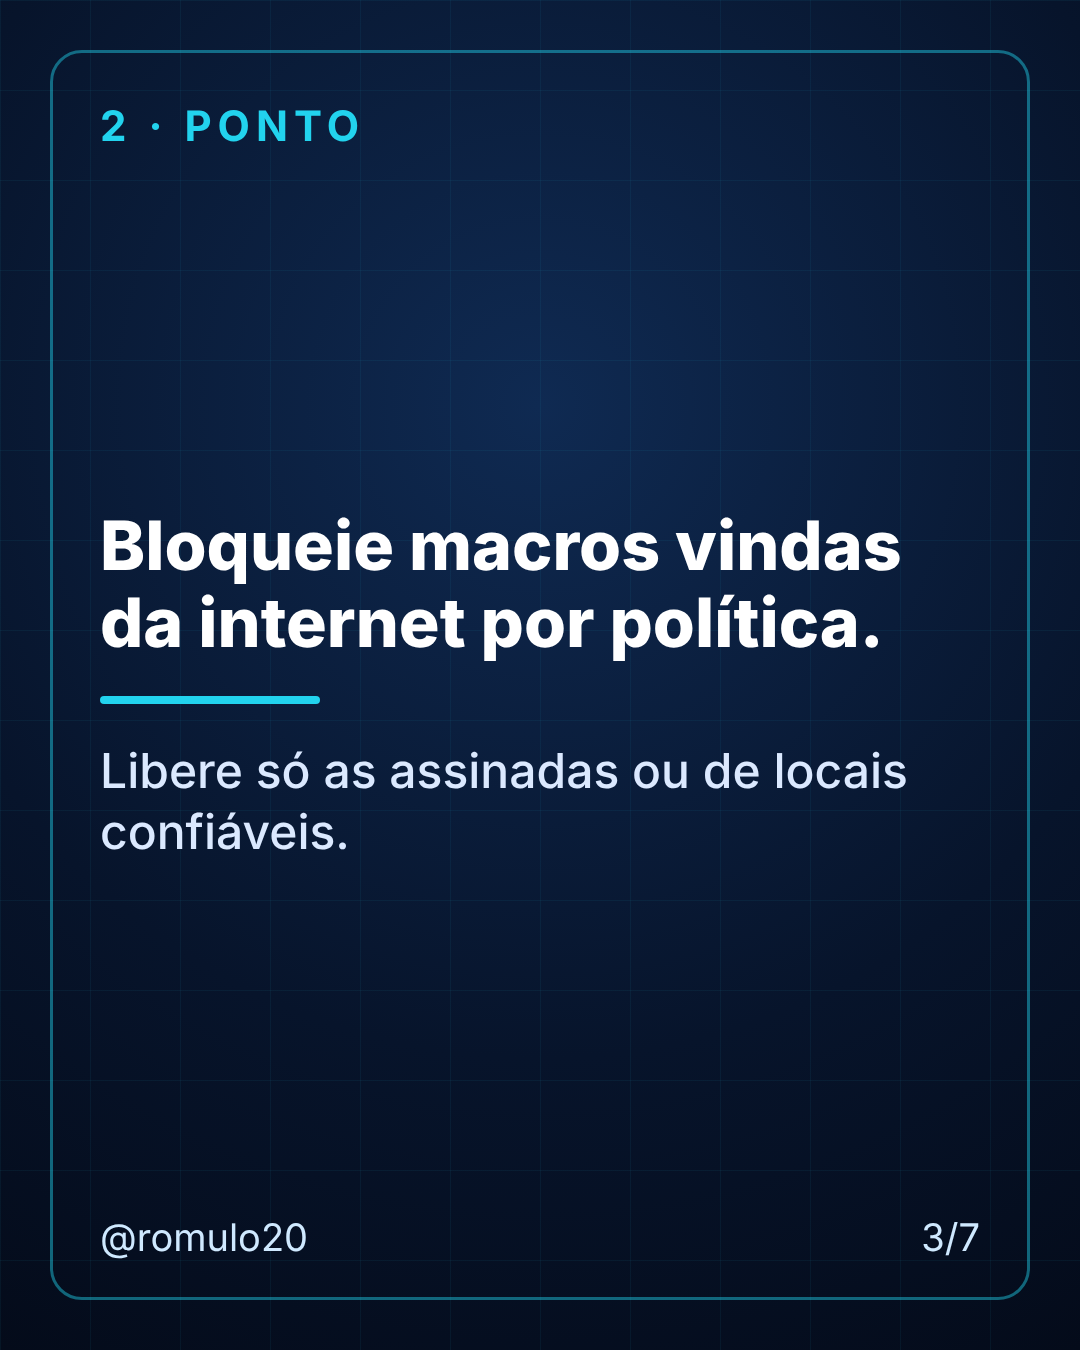 2 · PONTO
Bloqueie macros vindas
da internet por política.
Libere só as assinadas ou de locais
confiáveis.
@romulo20
3/7